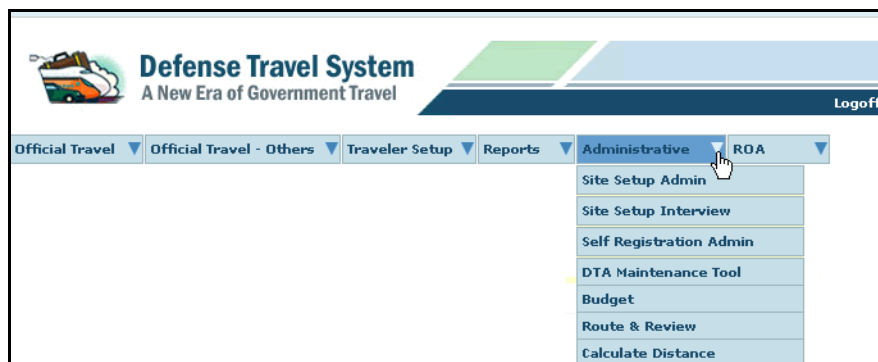 Defense Travel System
A New Era of Government Travel
Logoff
Official Travel Official Travel - Others Traveler Setup Reports Administrative ROA
Site Setup Admin
Site Setup Interview
Self Registration Admin
DTA Maintenance Tool
Budget
Route & Review
Calculate Distance